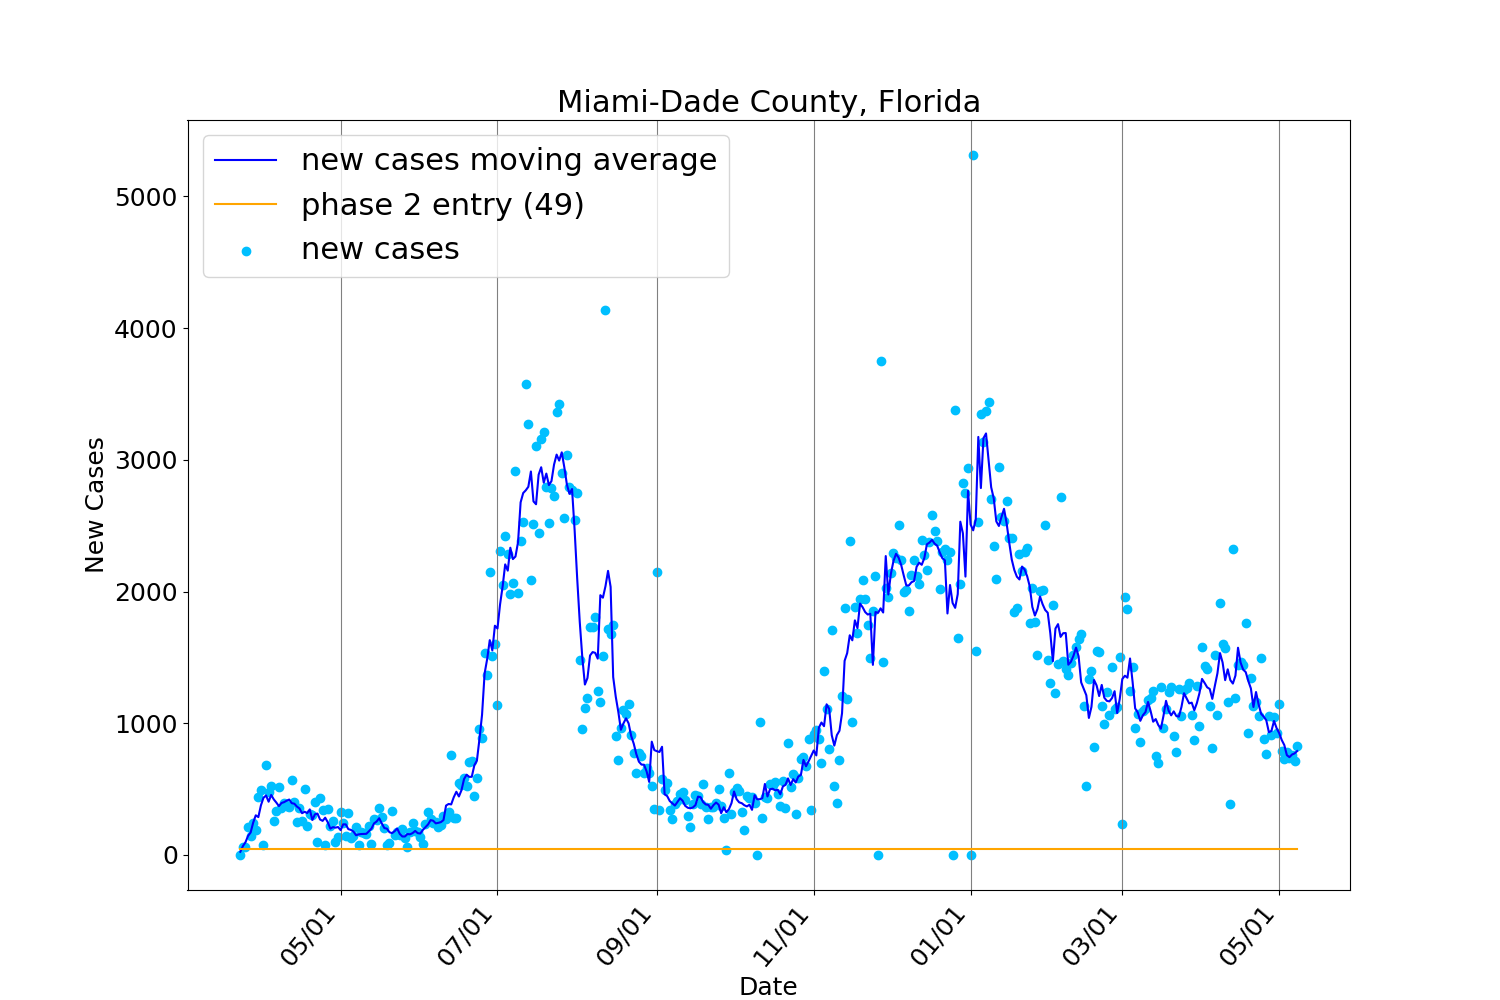 Miami-Dade County, Florida
new cases moving average
phase 2 entry (49)
new cases
5000
4000
3000
2000
1000
0
New Cases
05/01
07/01
09/01
11/01
01/01
03/01
05/01
Date